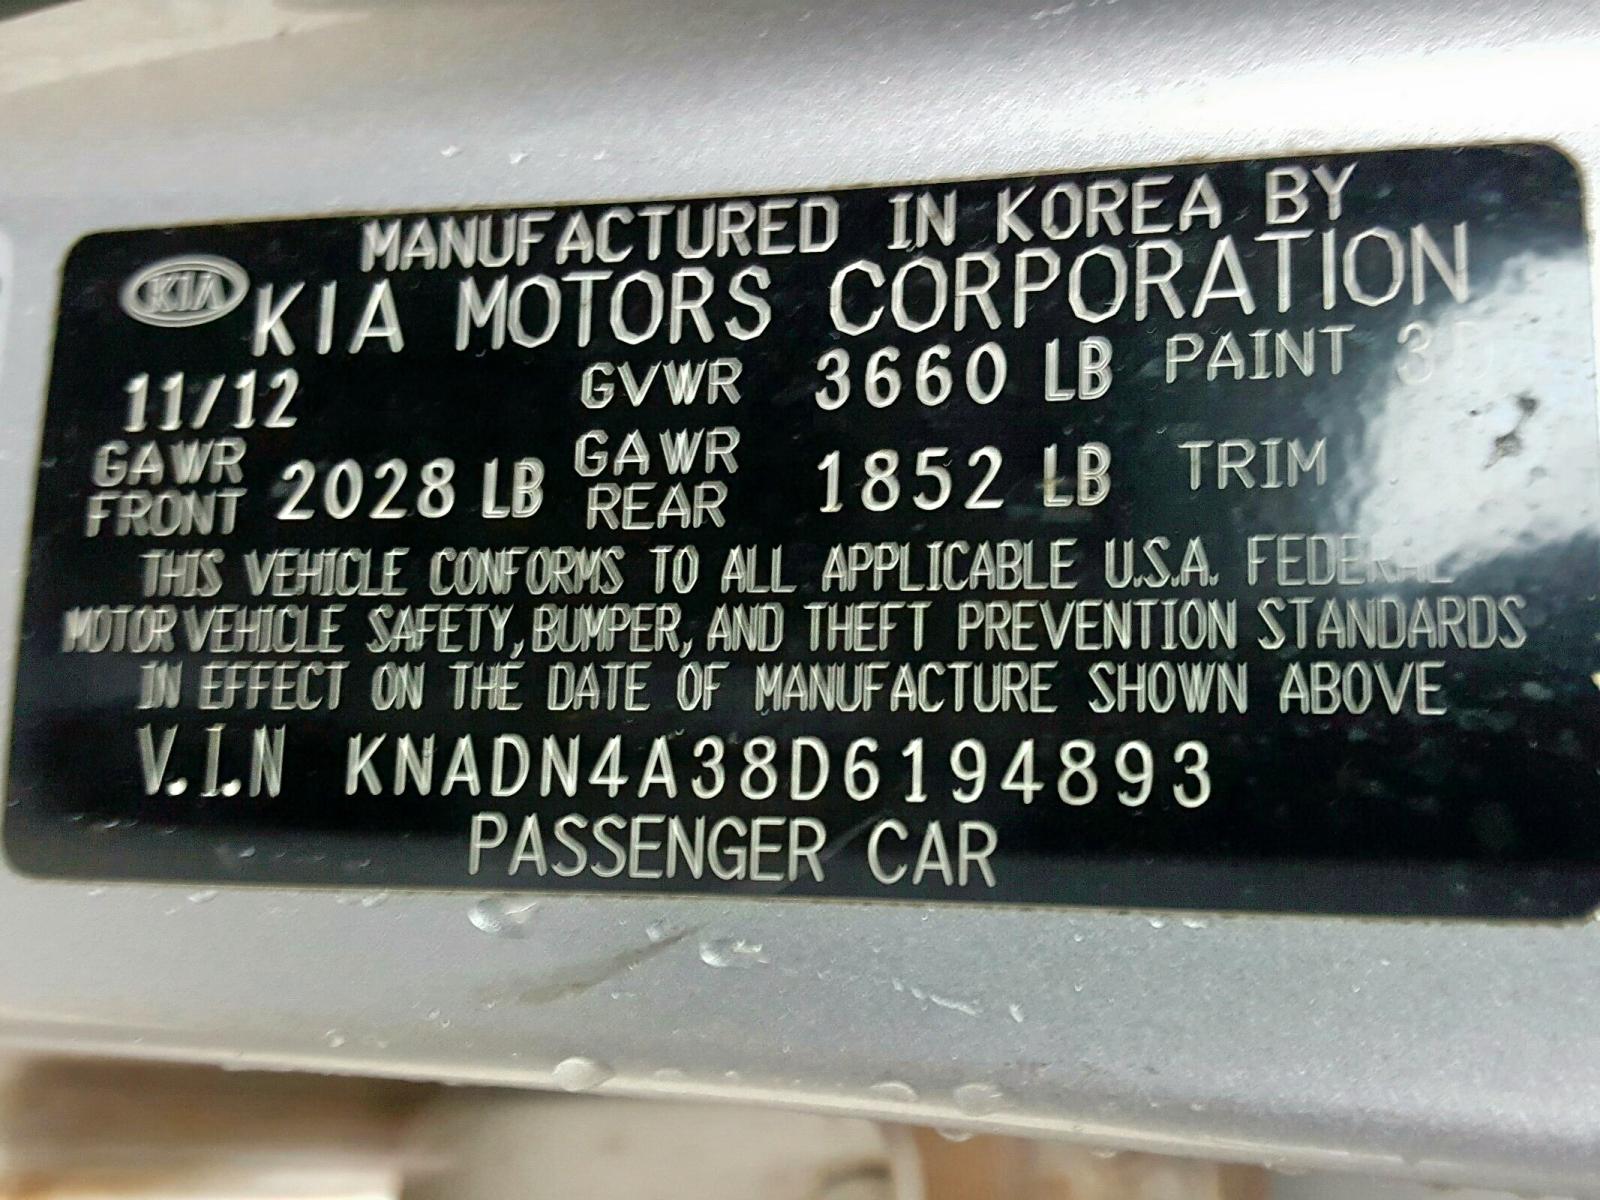 MANUFACTURED IN KOREA BY
KIA KIA MOTORS CORPORATION
11/12 GVWR 3660 LB PAINT 3D
GAWR FRONT 2028 LB GAWR REAR 1852 LB TRIM
THIS VEHICLE CONFORMS TO ALL APPLICABLE U.S.A. FEDERAL
MOTOR VEHICLE SAFETY, BUMPER, AND THEFT PREVENTION STANDARDS
IN EFFECT ON THE DATE OF MANUFACTURE SHOWN ABOVE
V.I.N KNADN4A38D6194893
PASSENGER CAR